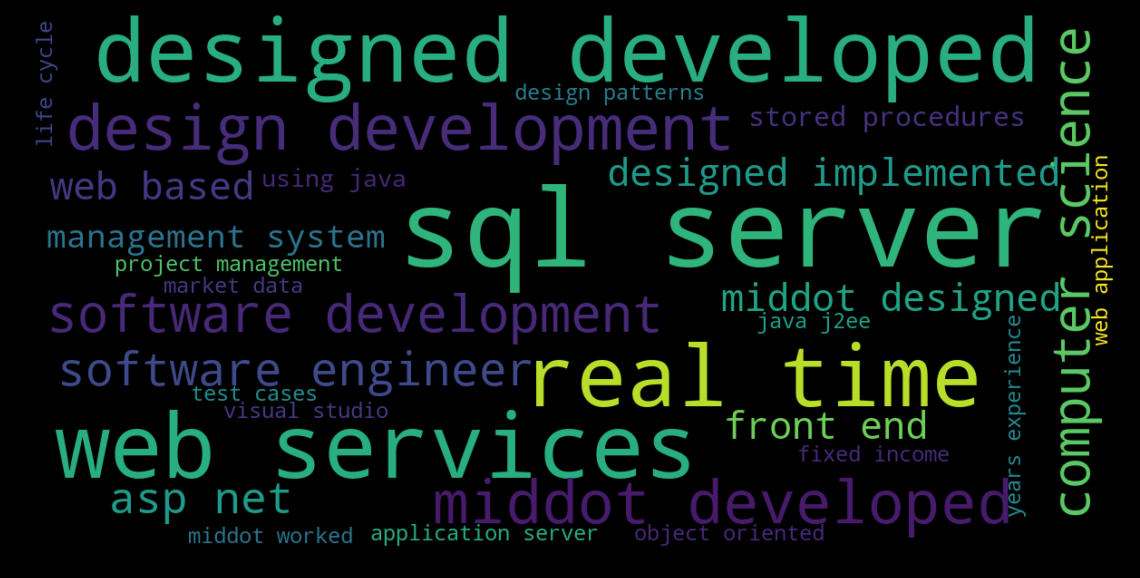 life cycle
designed developed
design patterns
design development
stored procedures
computer science
web based
using java
designed implemented
web application
sql server
management system
project management
market data
middot designed
software development
java j2ee
years experience
software engineer
real time
test cases
visual studio
web services
front end
fixed income
asp net
middot developed
middot worked
application server
object oriented